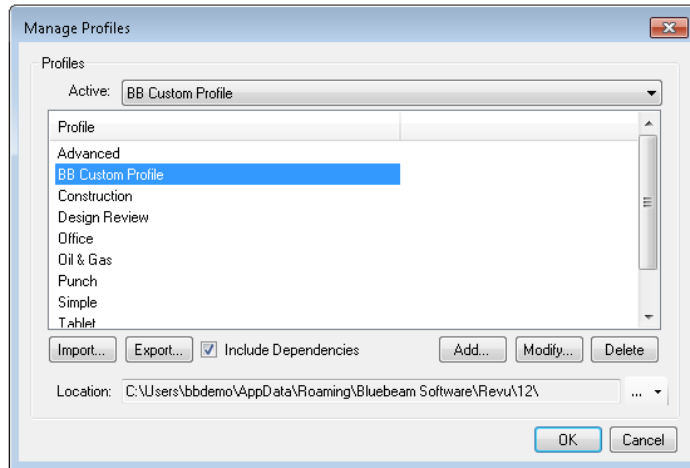 Manage Profiles
Profiles
Active: BB Custom Profile
Profile
Advanced
BB Custom Profile
Construction
Design Review
Office
Oil & Gas
Punch
Simple
Tablet
Import... Export... Include Dependencies Add... Modify... Delete
Location: C:\Users\bbdemo\AppData\Roaming\Bluebeam Software\Revu\12\ ...
OK Cancel